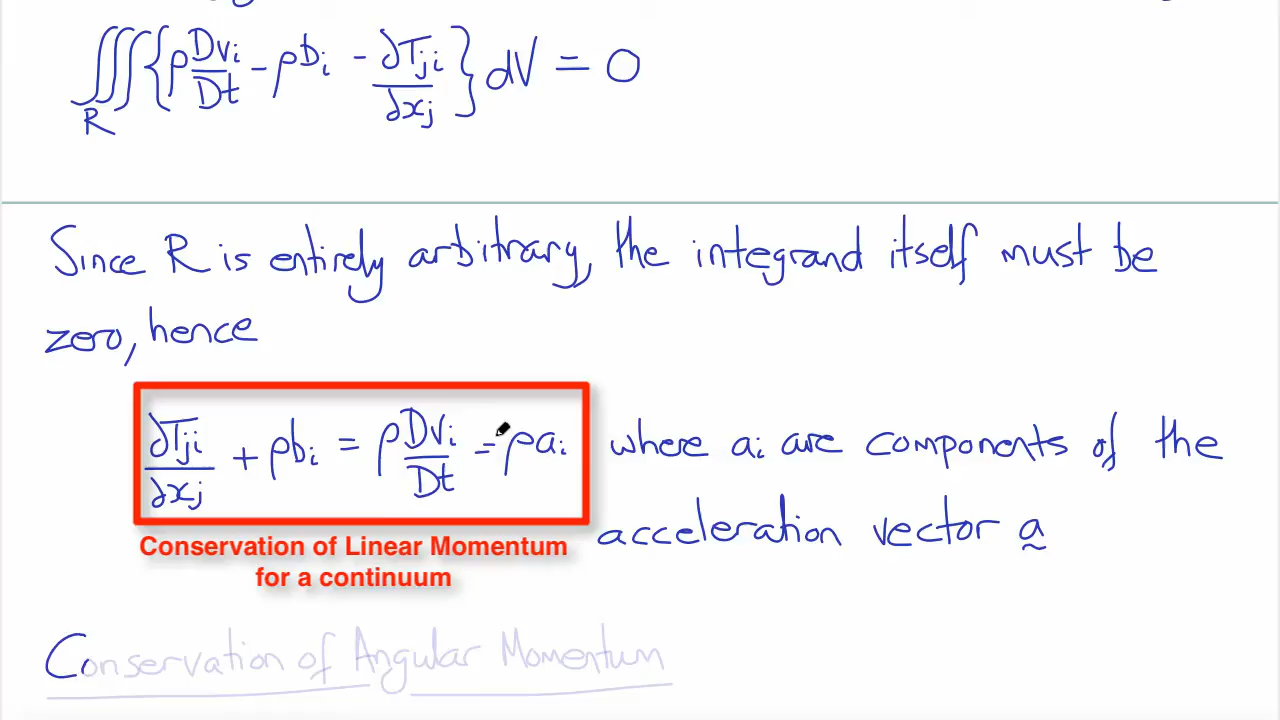 ∭_R { ρ Dvᵢ/Dt - ρbᵢ - ∂Tⱼᵢ/∂xⱼ } dV = 0
Since R is entirely arbitrary, the integrand itself must be
zero, hence
∂Tⱼᵢ/∂xⱼ + ρbᵢ = ρ Dvᵢ/Dt = ρaᵢ where aᵢ are components of the
acceleration vector a̰
Conservation of Linear Momentum
for a continuum
Conservation of Angular Momentum